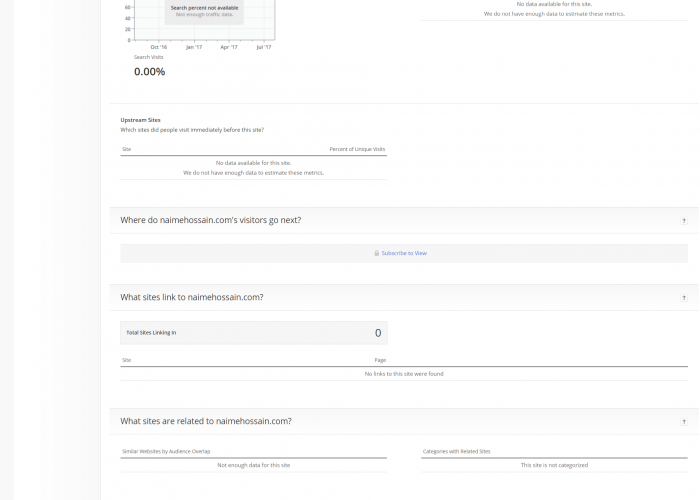 No data available for this site.
We do not have enough data to estimate these metrics.
60
40
20
0
Search percent not available
Not enough traffic data.
Oct '16 Jan '17 Apr '17 Jul '17
Search Visits
0.00%
Upstream Sites
Which sites did people visit immediately before this site?
Site Percent of Unique Visits
No data available for this site.
We do not have enough data to estimate these metrics.
Where do naimehossain.com's visitors go next? ?
Subscribe to View
What sites link to naimehossain.com? ?
Total Sites Linking In 0
Site Page
No links to this site were found
What sites are related to naimehossain.com? ?
Similar Websites by Audience Overlap
Not enough data for this site
Categories with Related Sites
This site is not categorized